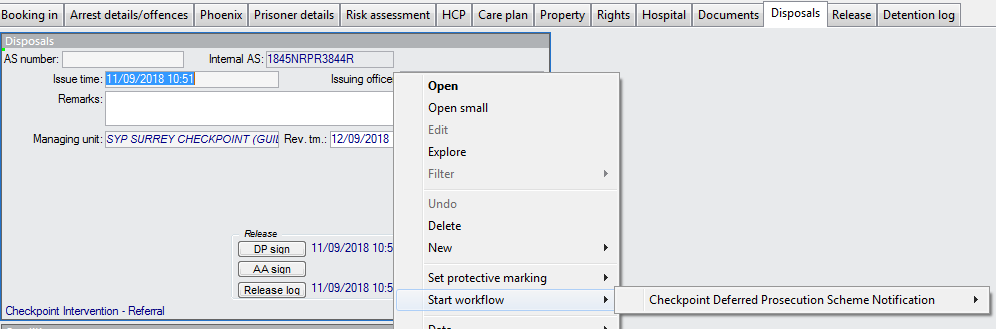 Booking in Arrest details/offences Phoenix Prisoner details Risk assessment HCP Care plan Property Rights Hospital Documents Disposals Release Detention log
Disposals
AS number: Internal AS: 1845NRPR3844R
Issue time: 11/09/2018 10:51 Issuing officer
Remarks:
Managing unit: SYP SURREY CHECKPOINT (GUIL Rev. tm.: 12/09/2018
Release
DP sign 11/09/2018 10:5
AA sign
Release log 11/09/2018 10:5
Checkpoint Intervention - Referral
Open
Open small
Edit
Explore
Filter
Undo
Delete
New
Set protective marking
Start workflow
Checkpoint Deferred Prosecution Scheme Notification